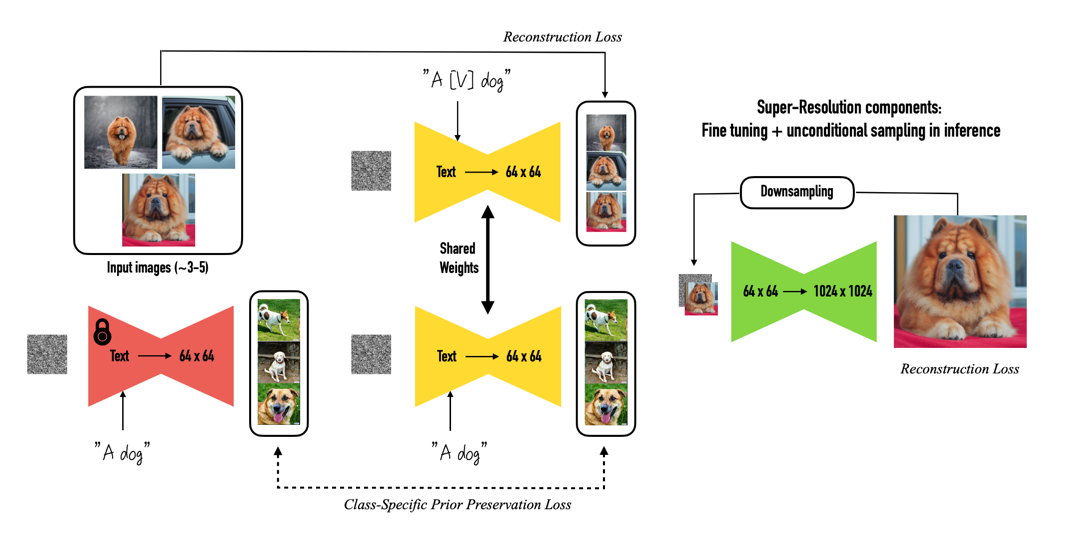 Reconstruction Loss
"A [V] dog"
Text 64 x 64
Input images (~3-5)
Shared
Weights
Text 64 x 64
"A dog"
Text 64 x 64
"A dog"
Class-Specific Prior Preservation Loss
Super-Resolution components:
Fine tuning + unconditional sampling in inference
Downsampling
64 x 64 1024 x 1024
Reconstruction Loss